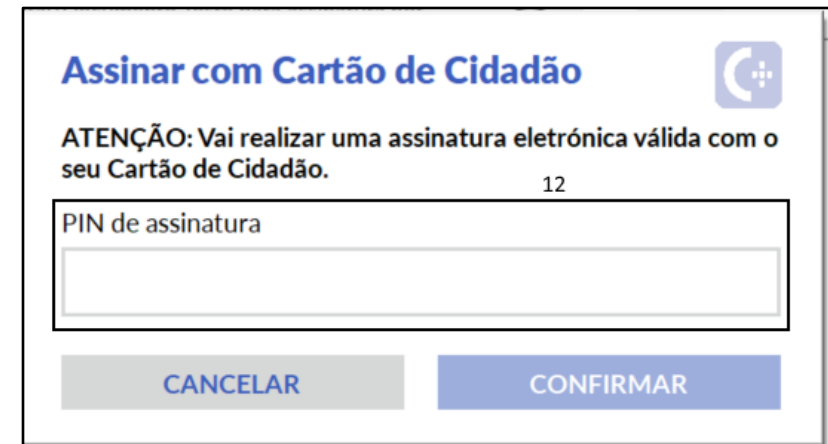 Assinar com Cartão de Cidadão
ATENÇÃO: Vai realizar uma assinatura eletrónica válida com o
seu Cartão de Cidadão.
12
PIN de assinatura
CANCELAR CONFIRMAR